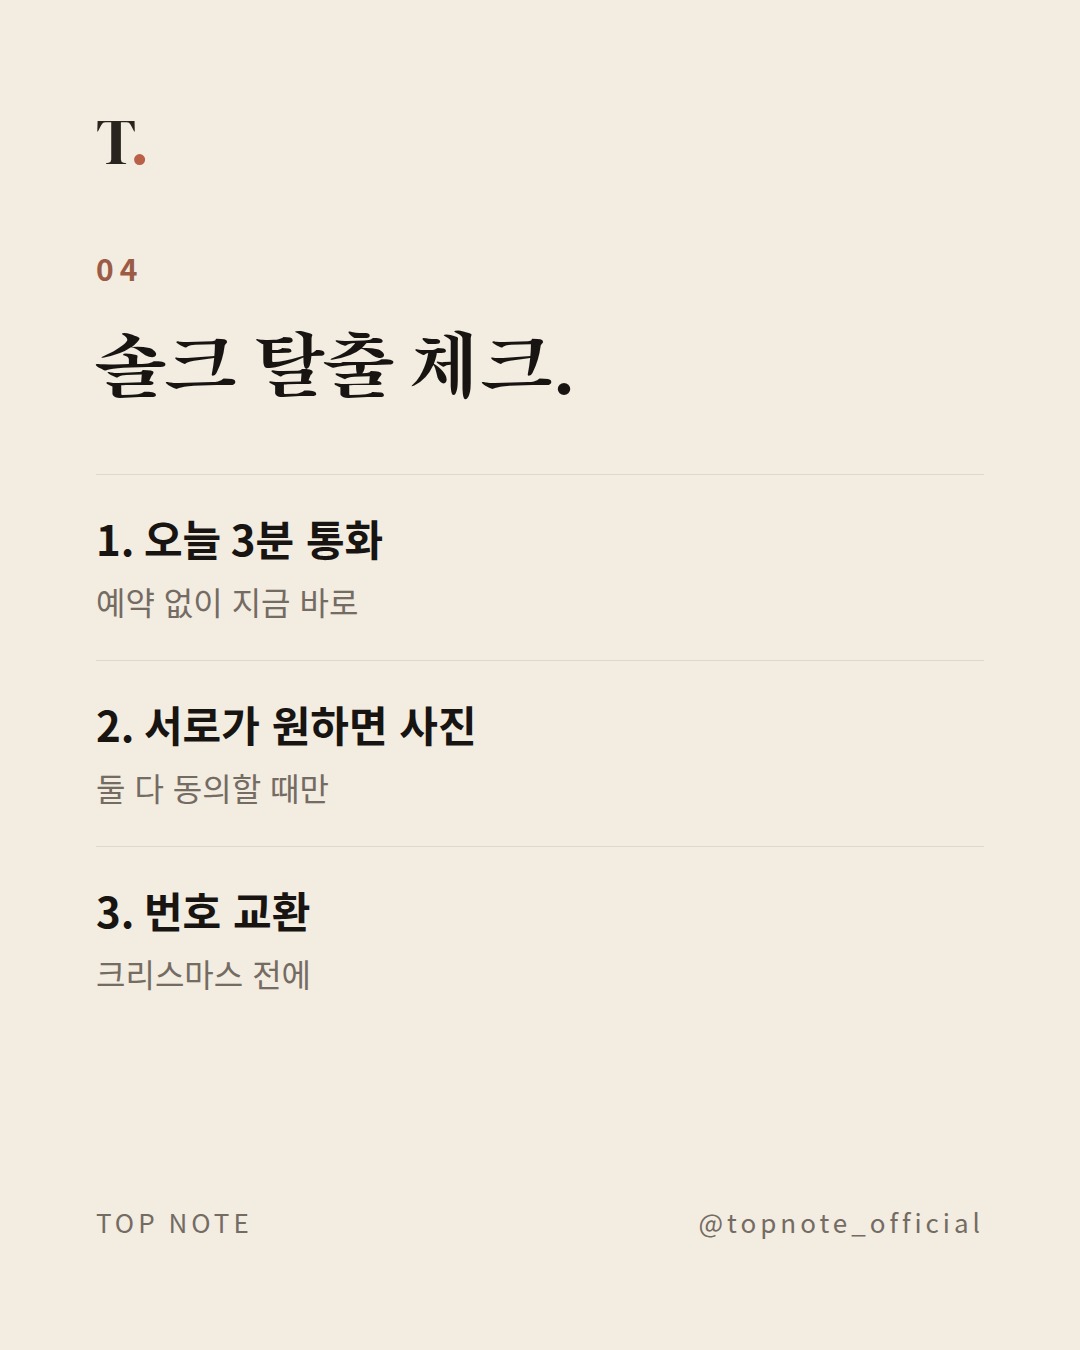 T.
04
솔크 탈출 체크.
1. 오늘 3분 통화
예약 없이 지금 바로
2. 서로가 원하면 사진
둘 다 동의할 때만
3. 번호 교환
크리스마스 전에
TOP NOTE
@topnote_official